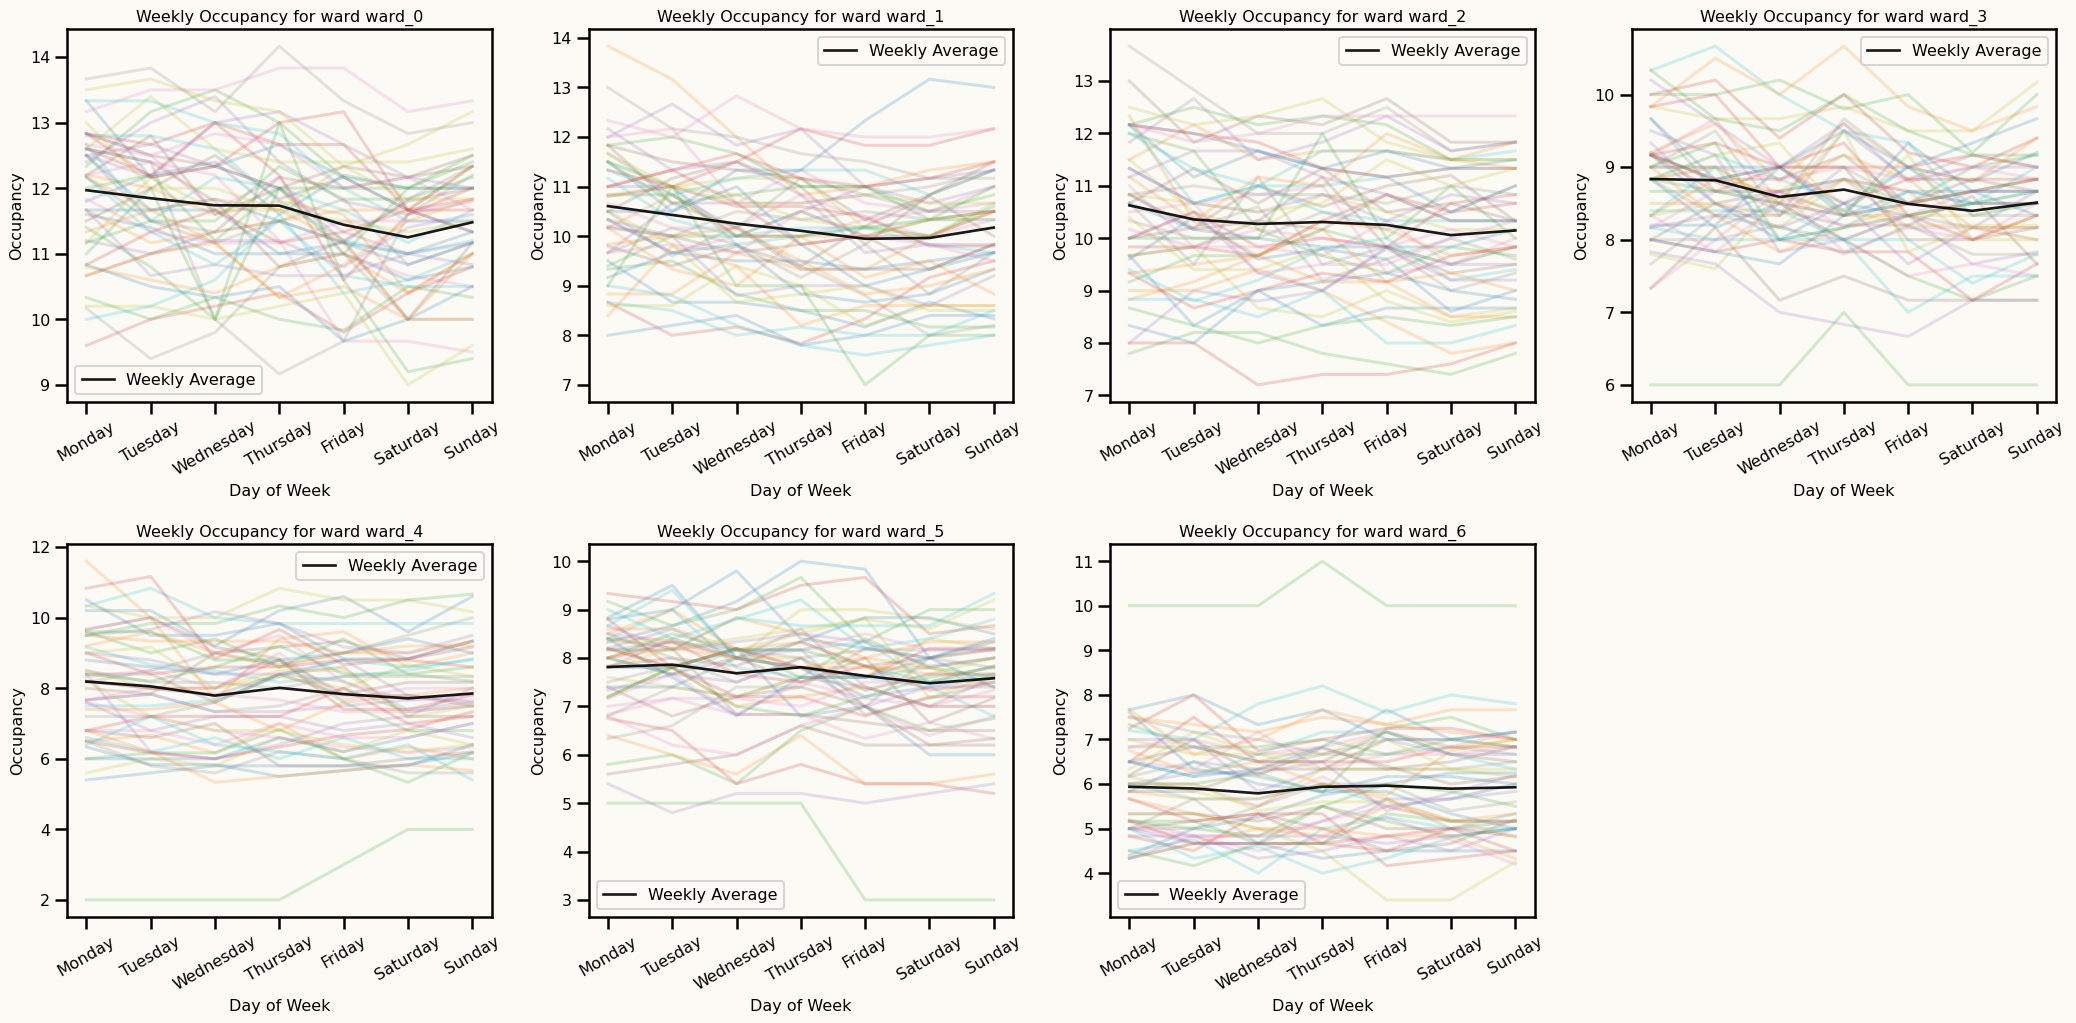 Weekly Occupancy for ward ward_0
Occupancy
14
13
12
11
10
9
Weekly Average
Monday
Tuesday
Wednesday
Thursday
Friday
Saturday
Sunday
Day of Week
Weekly Occupancy for ward ward_1
Occupancy
14
13
12
11
10
9
8
7
Weekly Average
Monday
Tuesday
Wednesday
Thursday
Friday
Saturday
Sunday
Day of Week
Weekly Occupancy for ward ward_2
Occupancy
13
12
11
10
9
8
7
Weekly Average
Monday
Tuesday
Wednesday
Thursday
Friday
Saturday
Sunday
Day of Week
Weekly Occupancy for ward ward_3
Occupancy
10
9
8
7
6
Weekly Average
Monday
Tuesday
Wednesday
Thursday
Friday
Saturday
Sunday
Day of Week
Weekly Occupancy for ward ward_4
Occupancy
12
10
8
6
4
2
Weekly Average
Monday
Tuesday
Wednesday
Thursday
Friday
Saturday
Sunday
Day of Week
Weekly Occupancy for ward ward_5
Occupancy
10
9
8
7
6
5
4
3
Weekly Average
Monday
Tuesday
Wednesday
Thursday
Friday
Saturday
Sunday
Day of Week
Weekly Occupancy for ward ward_6
Occupancy
11
10
9
8
7
6
5
4
Weekly Average
Monday
Tuesday
Wednesday
Thursday
Friday
Saturday
Sunday
Day of Week